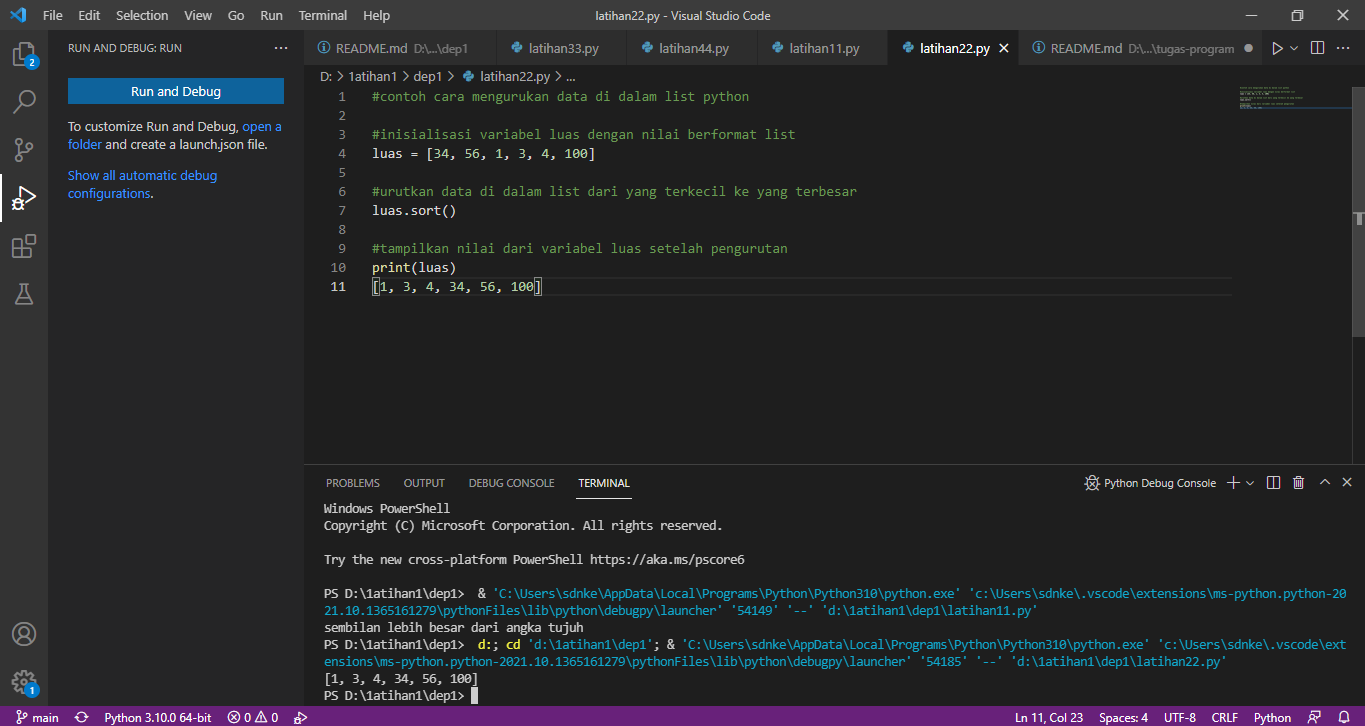 File Edit Selection View Go Run Terminal Help latihan22.py - Visual Studio Code
RUN AND DEBUG: RUN ...
Run and Debug
To customize Run and Debug, open a
folder and create a launch.json file.
Show all automatic debug
configurations.
2
1
README.md D:\...\dep1 latihan33.py latihan44.py latihan11.py latihan22.py README.md D:\...\tugas-program
D: > 1atihan1 > dep1 > latihan22.py > ...
1 #contoh cara mengurukan data di dalam list python
2
3 #inisialisasi variabel luas dengan nilai berformat list
4 luas = [34, 56, 1, 3, 4, 100]
5
6 #urutkan data di dalam list dari yang terkecil ke yang terbesar
7 luas.sort()
8
9 #tampilkan nilai dari variabel luas setelah pengurutan
10 print(luas)
11 [1, 3, 4, 34, 56, 100]
PROBLEMS OUTPUT DEBUG CONSOLE TERMINAL Python Debug Console
Windows PowerShell
Copyright (C) Microsoft Corporation. All rights reserved.
Try the new cross-platform PowerShell https://aka.ms/pscore6
PS D:\1atihan1\dep1>  & 'C:\Users\sdnke\AppData\Local\Programs\Python\Python310\python.exe' 'c:\Users\sdnke\.vscode\extensions\ms-python.python-20
21.10.1365161279\pythonFiles\lib\python\debugpy\launcher' '54149' '--' 'd:\1atihan1\dep1\latihan11.py'
sembilan lebih besar dari angka tujuh
PS D:\1atihan1\dep1>  d:; cd 'd:\1atihan1\dep1'; & 'C:\Users\sdnke\AppData\Local\Programs\Python\Python310\python.exe' 'c:\Users\sdnke\.vscode\ext
ensions\ms-python.python-2021.10.1365161279\pythonFiles\lib\python\debugpy\launcher' '54185' '--' 'd:\1atihan1\dep1\latihan22.py'
[1, 3, 4, 34, 56, 100]
PS D:\1atihan1\dep1>
main Python 3.10.0 64-bit 0 0 Ln 11, Col 23 Spaces: 4 UTF-8 CRLF Python